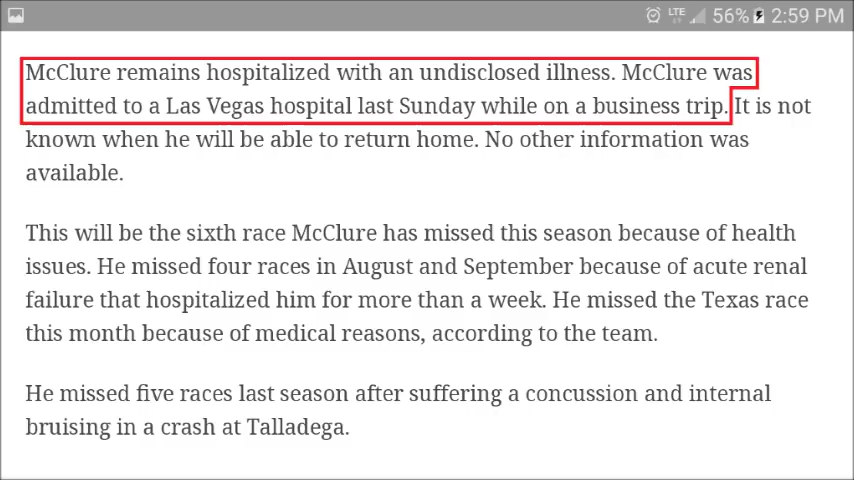 LTE 56% 2:59 PM
McClure remains hospitalized with an undisclosed illness. McClure was
admitted to a Las Vegas hospital last Sunday while on a business trip. It is not
known when he will be able to return home. No other information was
available.
This will be the sixth race McClure has missed this season because of health
issues. He missed four races in August and September because of acute renal
failure that hospitalized him for more than a week. He missed the Texas race
this month because of medical reasons, according to the team.
He missed five races last season after suffering a concussion and internal
bruising in a crash at Talladega.